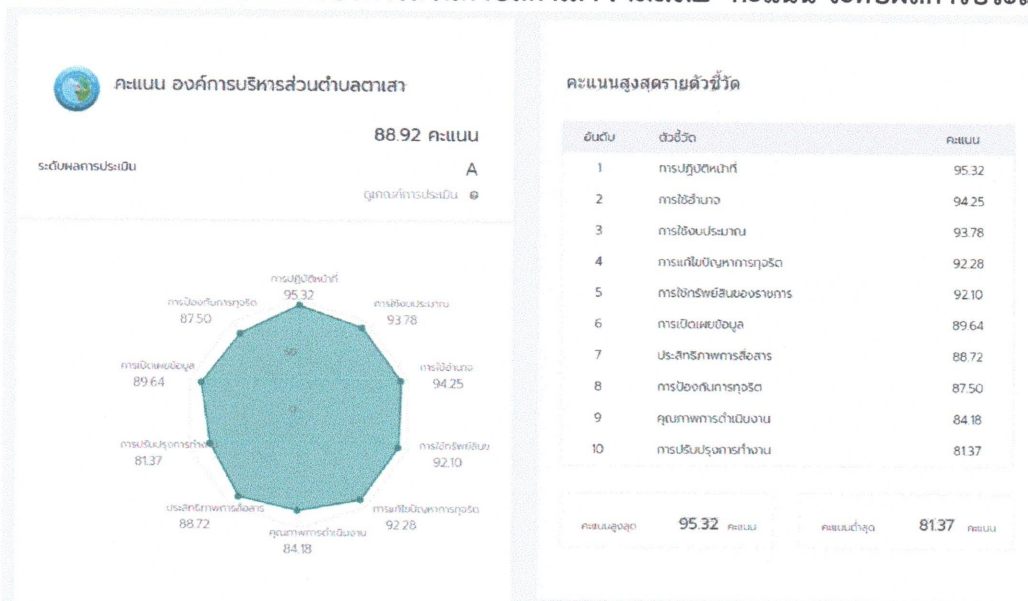 คะแนน องค์การบริหารส่วนตำบลตาเสา
88.92 คะแนน
ระดับผลการประเมิน
A
ดูเกณฑ์การประเมิน
การปฏิบัติหน้าที่
95.32
การป้องกันการทุจริต
87.50
การใช้งบประมาณ
93.78
50
การเปิดเผยข้อมูล
89.64
การใช้อำนาจ
94.25
0
การปรับปรุงการทำงาน
81.37
การใช้ทรัพย์สินข
92.10
ประสิทธิภาพการสื่อสาร
88.72
การแก้ไขปัญหาการทุจริต
92.28
คุณภาพการดำเนินงาน
84.18
คะแนนสูงสุดรายตัวชี้วัด
อันดับ ตัวชี้วัด คะแนน
1 การปฏิบัติหน้าที่ 95.32
2 การใช้อำนาจ 94.25
3 การใช้งบประมาณ 93.78
4 การแก้ไขปัญหาการทุจริต 92.28
5 การใช้ทรัพย์สินของราชการ 92.10
6 การเปิดเผยข้อมูล 89.64
7 ประสิทธิภาพการสื่อสาร 88.72
8 การป้องกันการทุจริต 87.50
9 คุณภาพการดำเนินงาน 84.18
10 การปรับปรุงการทำงาน 81.37
คะแนนสูงสุด 95.32 คะแนน
คะแนนต่ำสุด 81.37 คะแนน